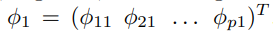 ϕ₁ = (ϕ₁₁ ϕ₂₁ … ϕₚ₁)ᵀ